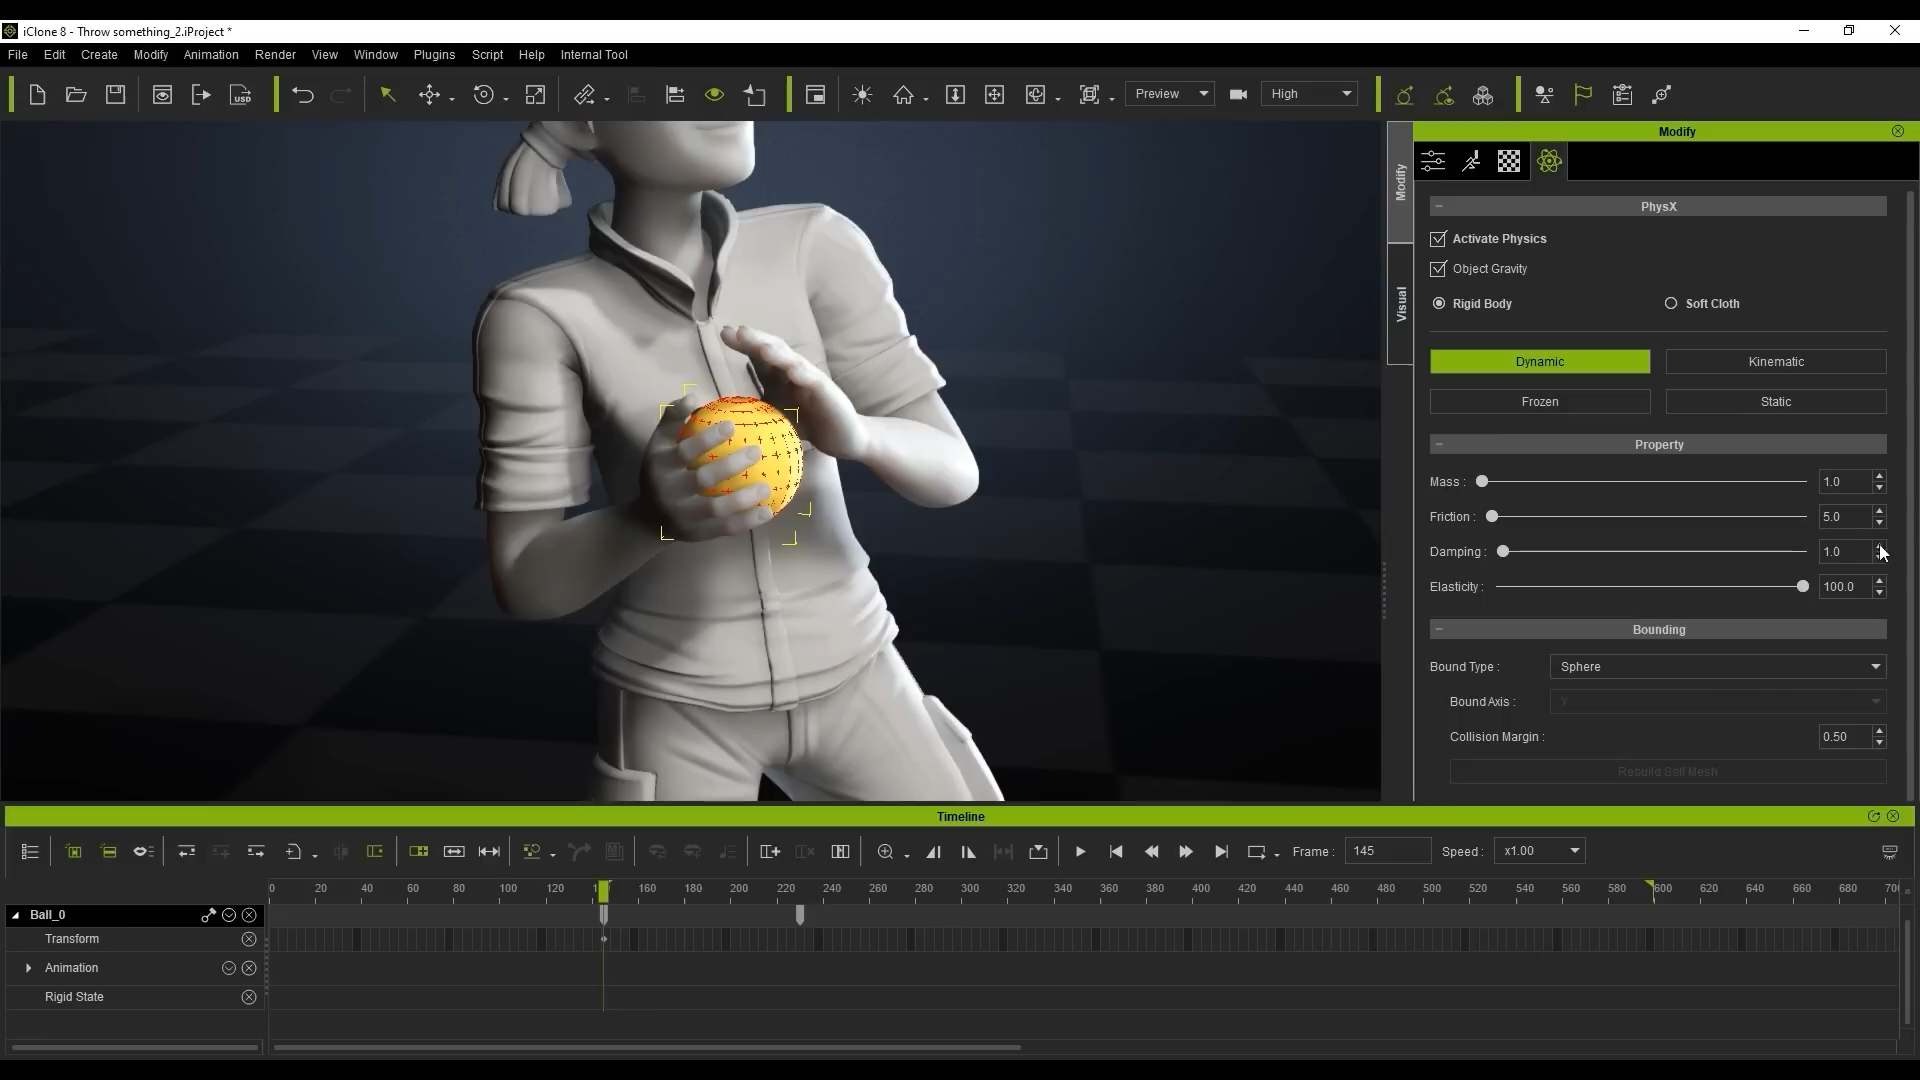 iClone 8 - Throw something_2.iProject *
File Edit Create Modify Animation Render View Window Plugins Script Help Internal Tool
USD Preview High
Modify
Modify
Visual
PhysX
Activate Physics
Object Gravity
Rigid Body Soft Cloth
Dynamic Kinematic
Frozen Static
Property
Mass : 1.0
Friction : 5.0
Damping : 1.0
Elasticity : 100.0
Bounding
Bound Type : Sphere
Bound Axis : Y
Collision Margin : 0.50
Rebuild Self Mesh
Timeline
Frame : 145 Speed : x1.00
0 20 40 60 80 100 120 160 180 200 220 240 260 280 300 320 340 360 380 400 420 440 460 480 500 520 540 560 580 600 620 640 660 680
Ball_0
Transform
Animation
Rigid State